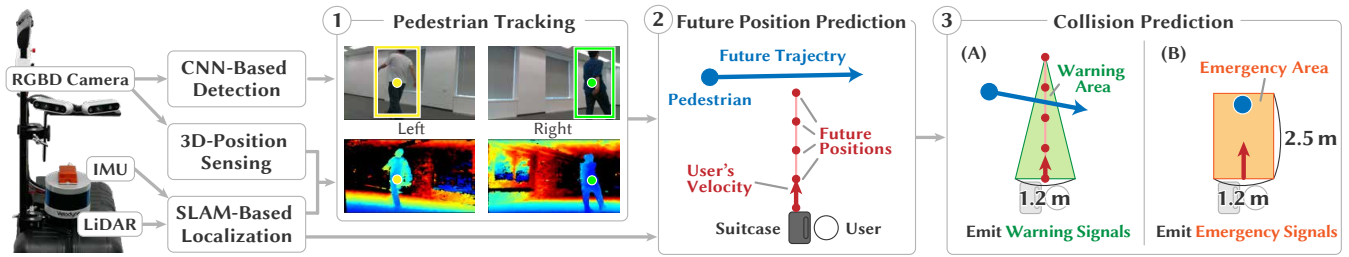 RGBD Camera
IMU
LiDAR
Velodyne
CNN-Based
Detection
3D-Position
Sensing
SLAM-Based
Localization
1
Pedestrian Tracking
Left
Right
2
Future Position Prediction
Future Trajectory
Pedestrian
Future
Positions
User's
Velocity
Suitcase
User
3
Collision Prediction
(A)
Warning
Area
1.2 m
Emit Warning Signals
(B)
Emergency Area
2.5 m
1.2 m
Emit Emergency Signals